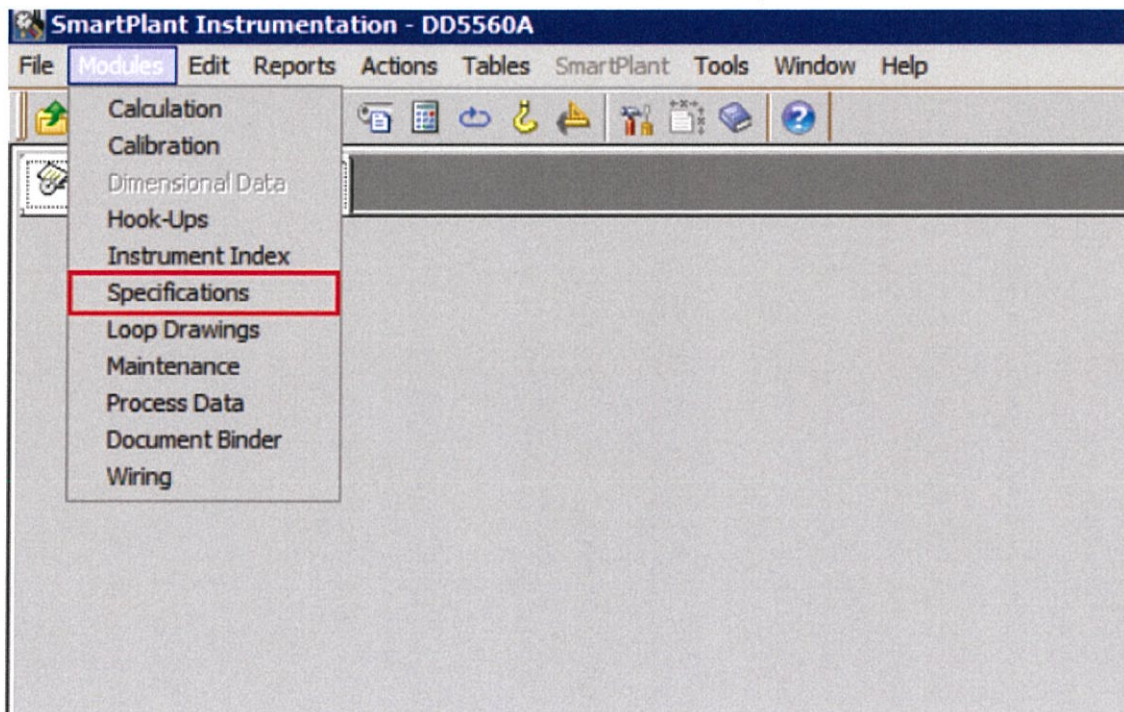 SmartPlant Instrumentation - DD5560A
File Modules Edit Reports Actions Tables SmartPlant Tools Window Help
Calculation
Calibration
Dimensional Data
Hook-Ups
Instrument Index
Specifications
Loop Drawings
Maintenance
Process Data
Document Binder
Wiring